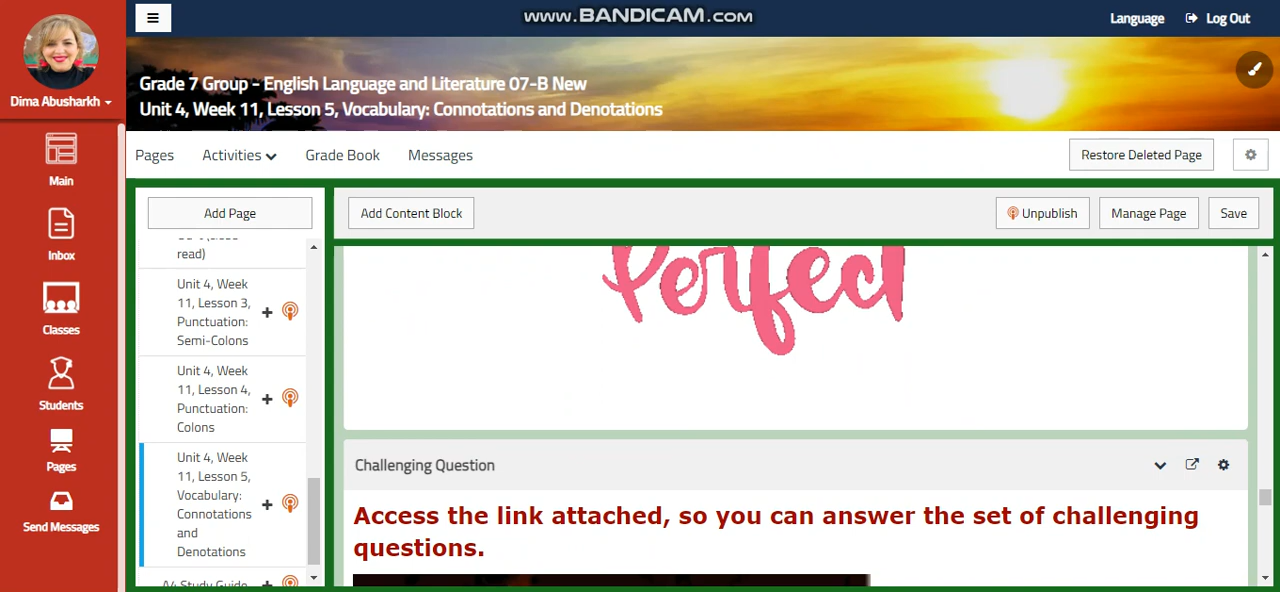 www.BANDICAM.com
Language
Log Out
Dima Abusharkh
Grade 7 Group - English Language and Literature 07-B New
Unit 4, Week 11, Lesson 5, Vocabulary: Connotations and Denotations
Pages
Activities
Grade Book
Messages
Restore Deleted Page
Main
Inbox
Classes
Students
Pages
Send Messages
Add Page
read)
Unit 4, Week
11, Lesson 3,
Punctuation:
Semi-Colons
Unit 4, Week
11, Lesson 4,
Punctuation:
Colons
Unit 4, Week
11, Lesson 5,
Vocabulary:
Connotations
and
Denotations
A4 Study Guide
Add Content Block
Unpublish
Manage Page
Save
Perfect
Challenging Question
Access the link attached, so you can answer the set of challenging
questions.